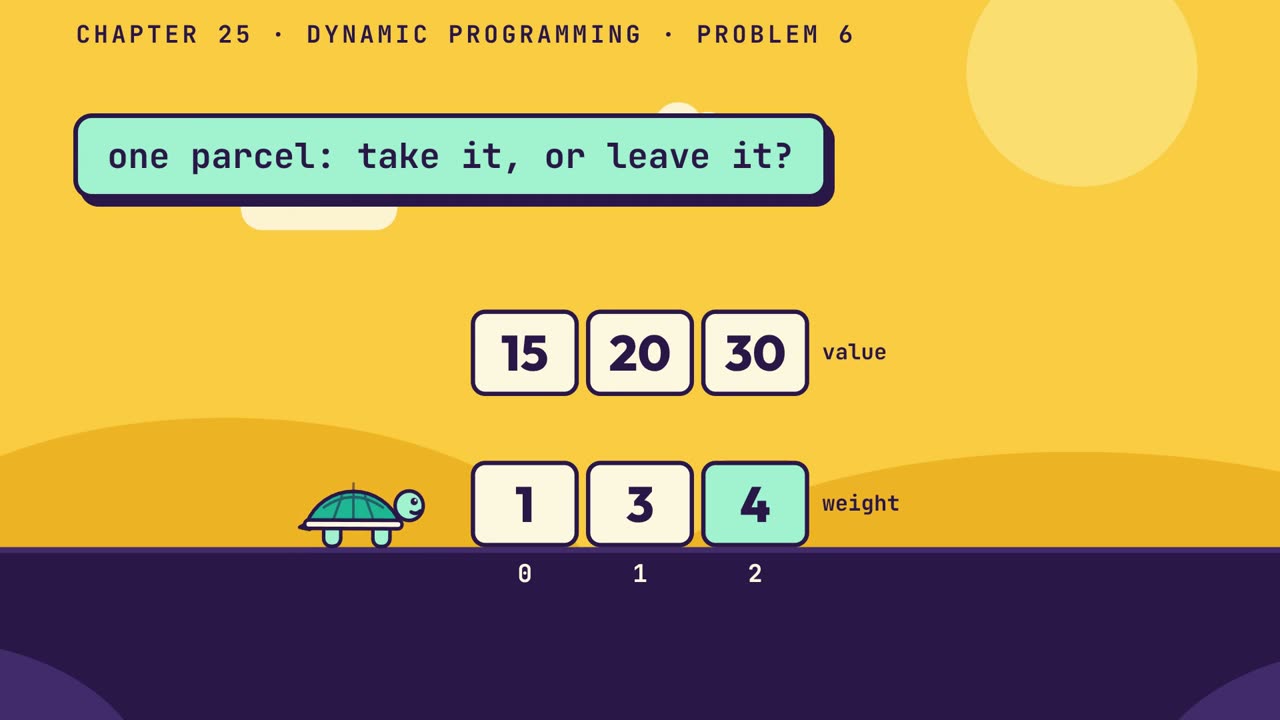 CHAPTER 25 · DYNAMIC PROGRAMMING · PROBLEM 6
one parcel: take it, or leave it?
15 20 30 value
1 3 4 weight
0 1 2